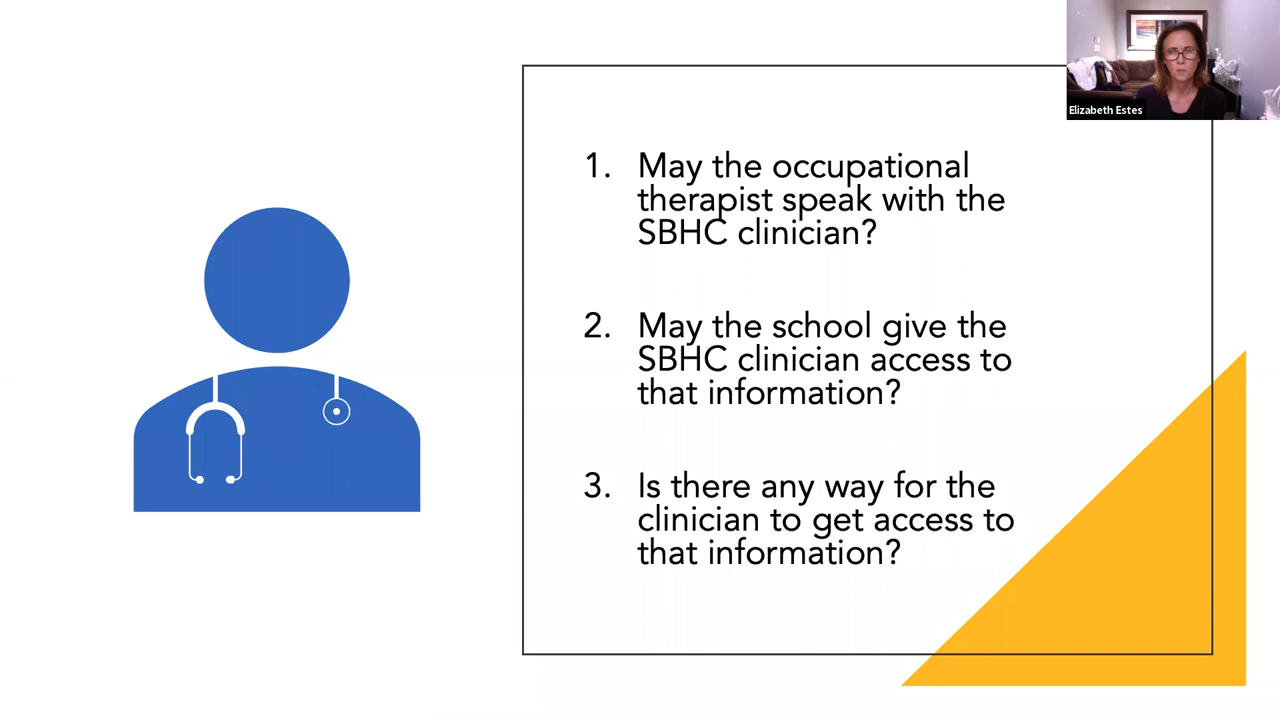 Elizabeth Estes
1. May the occupational
therapist speak with the
SBHC clinician?
2. May the school give the
SBHC clinician access to
that information?
3. Is there any way for the
clinician to get access to
that information?